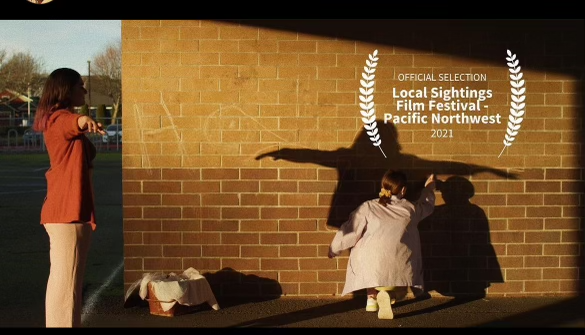 OFFICIAL SELECTION
Local Sightings
Film Festival -
Pacific Northwest
2021